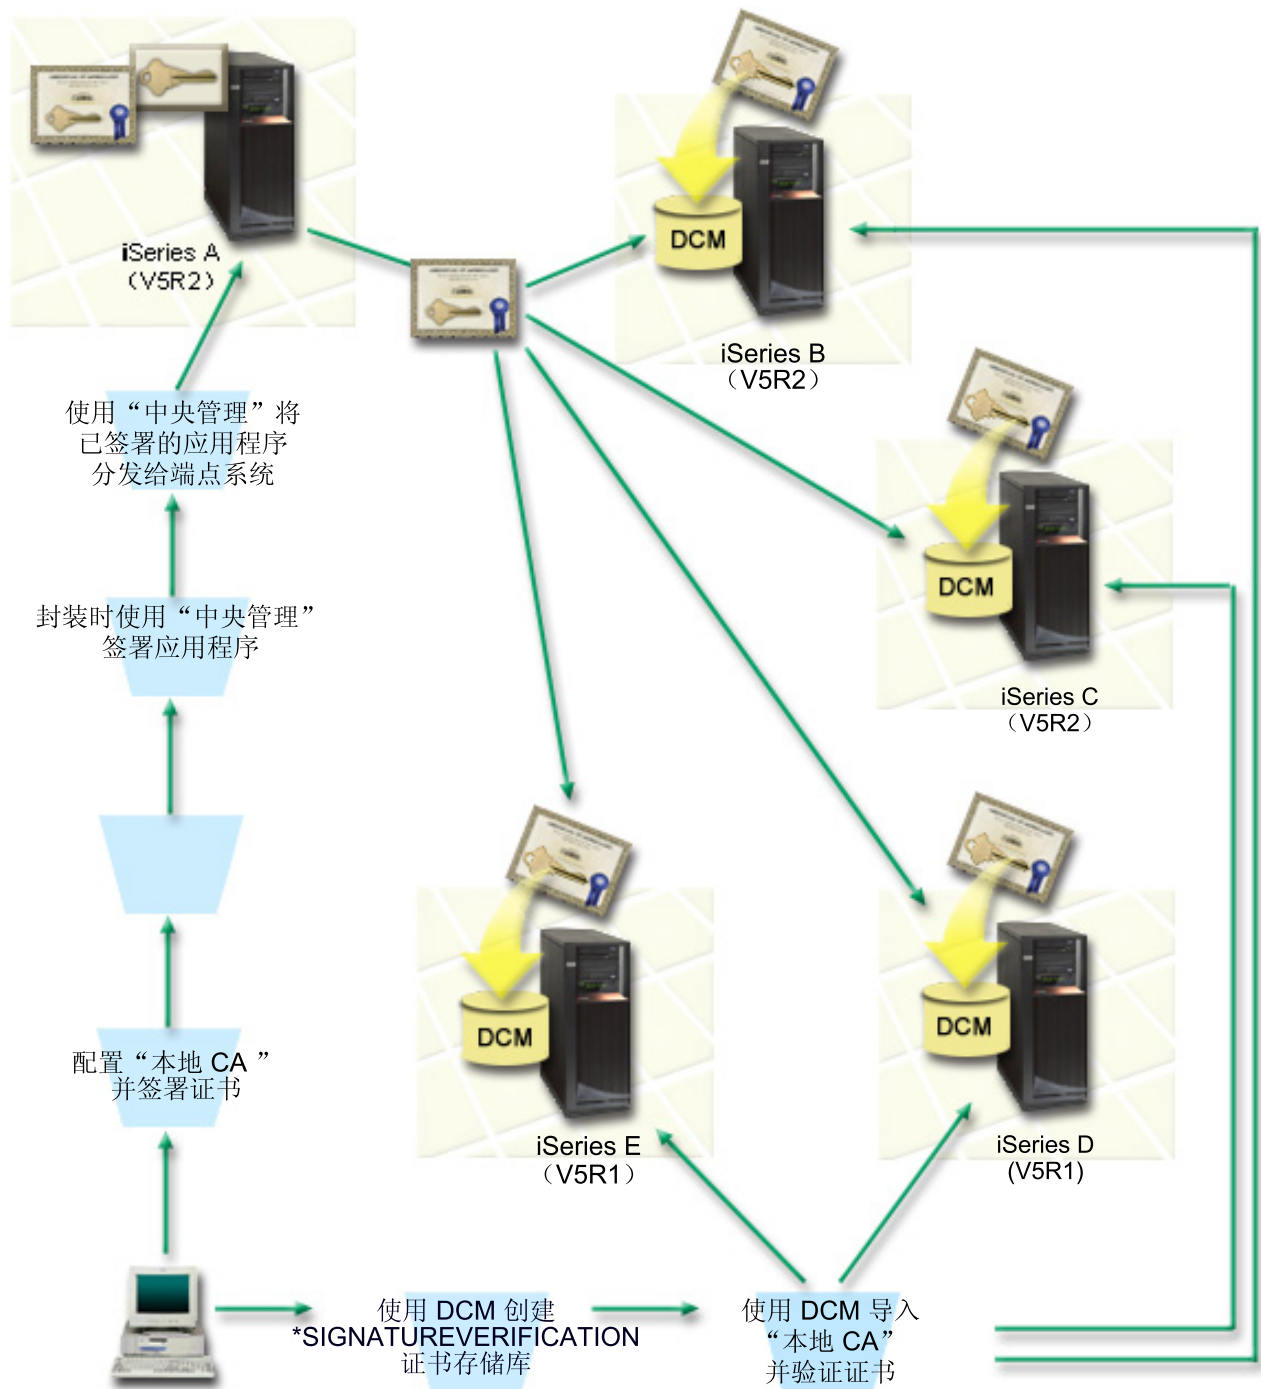 DCM
iSeries A
（V5R2）
iSeries B
（V5R2）
使用“中央管理”将
已签署的应用程序
分发给端点系统
DCM
封装时使用“中央管理”
签署应用程序
iSeries C
（V5R2）
DCM
DCM
配置“本地 CA ”
并签署证书
iSeries E
（V5R1）
iSeries D
(V5R1)
使用 DCM 创建
*SIGNATUREVERIFICATION
证书存储库
使用 DCM 导入
“本地 CA”
并验证证书